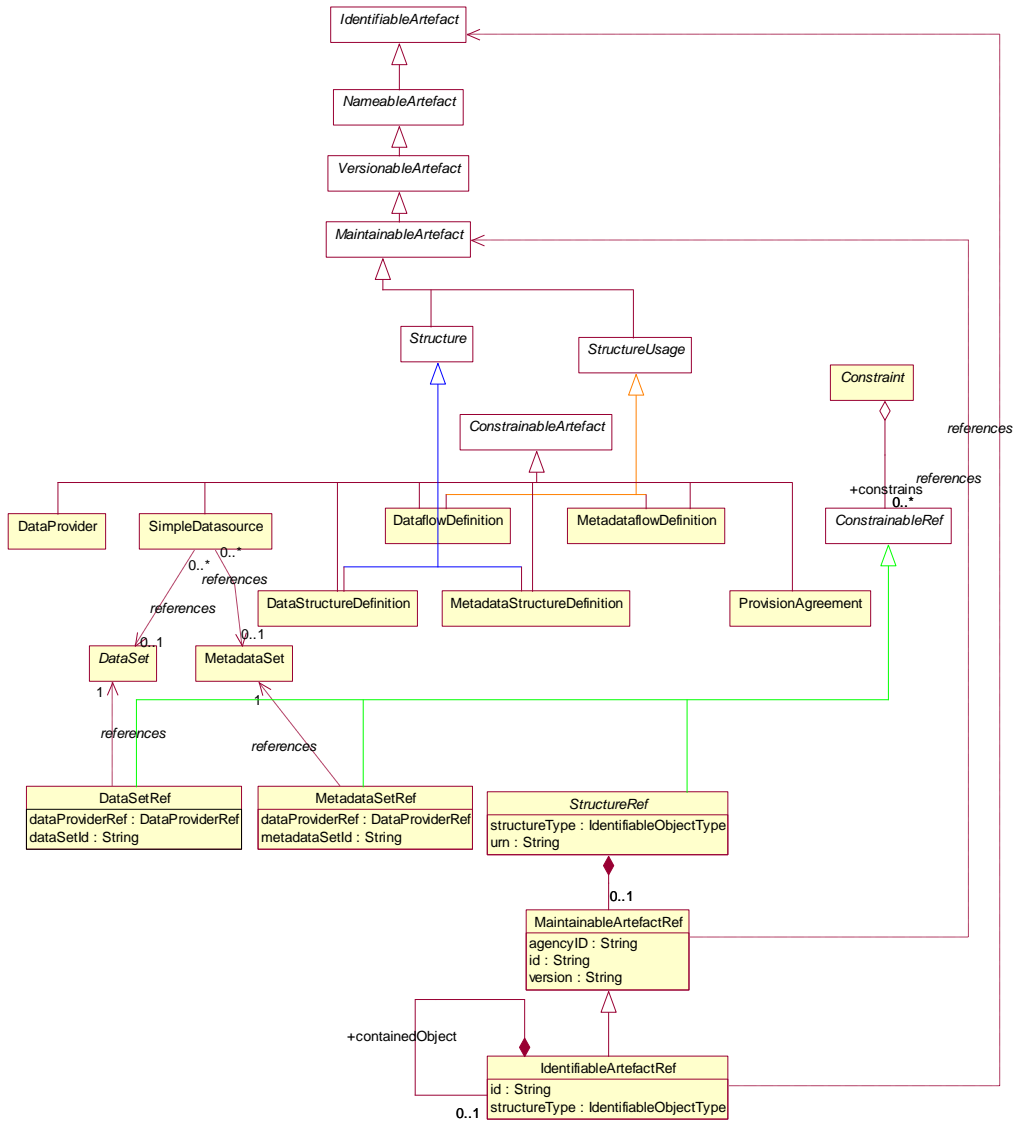 IdentifiableArtefact
NameableArtefact
VersionableArtefact
MaintainableArtefact
Structure
StructureUsage
Constraint
ConstrainableArtefact
references
references
+constrains
0..*
DataProvider
SimpleDatasource
DataflowDefinition
MetadataflowDefinition
ConstrainableRef
0..*
0..*
references
references
DataStructureDefinition
MetadataStructureDefinition
ProvisionAgreement
0..1
0..1
DataSet
MetadataSet
1
1
references
references
DataSetRef
dataProviderRef : DataProviderRef
dataSetId : String
MetadataSetRef
dataProviderRef : DataProviderRef
metadataSetId : String
StructureRef
structureType : IdentifiableObjectType
urn : String
0..1
MaintainableArtefactRef
agencyID : String
id : String
version : String
+containedObject
IdentifiableArtefactRef
id : String
structureType : IdentifiableObjectType
0..1